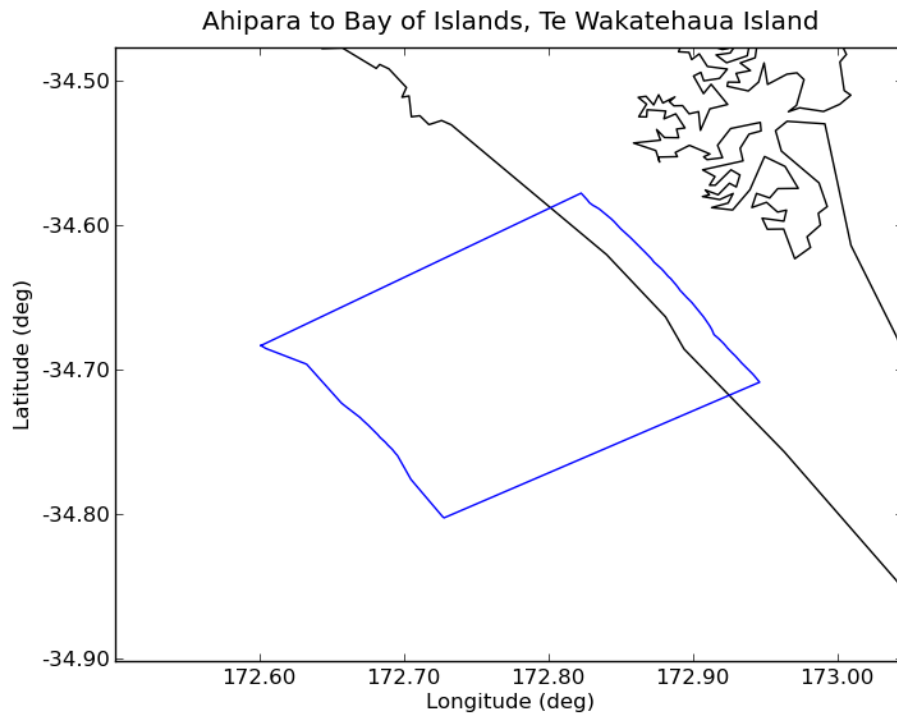 Ahipara to Bay of Islands, Te Wakatehaua Island
-34.50
-34.60
-34.70
-34.80
-34.90
Latitude (deg)
172.60 172.70 172.80 172.90 173.00
Longitude (deg)